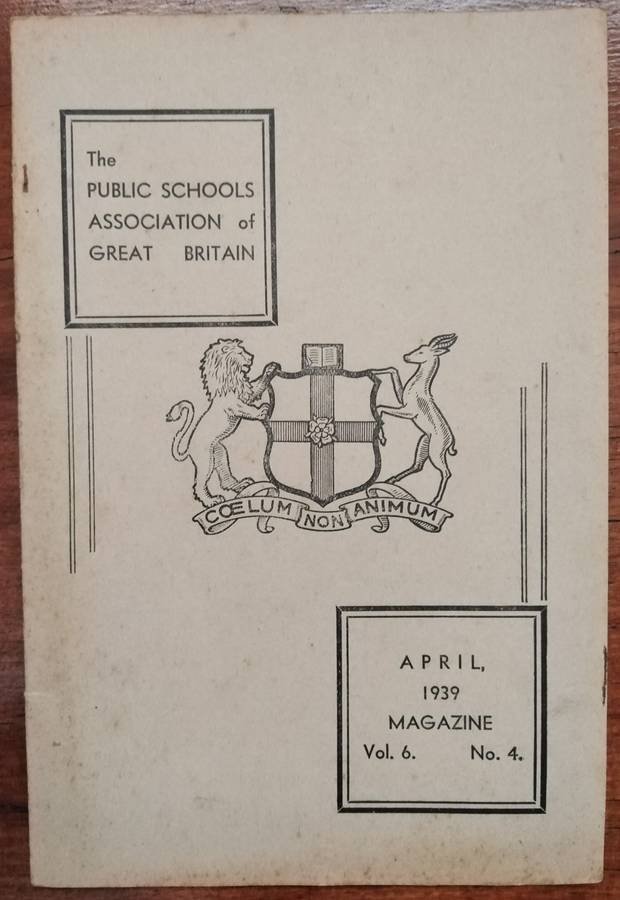 The
PUBLIC SCHOOLS
ASSOCIATION of
GREAT BRITAIN
CŒLUM NON ANIMUM
APRIL,
1939
MAGAZINE
Vol. 6. No. 4.